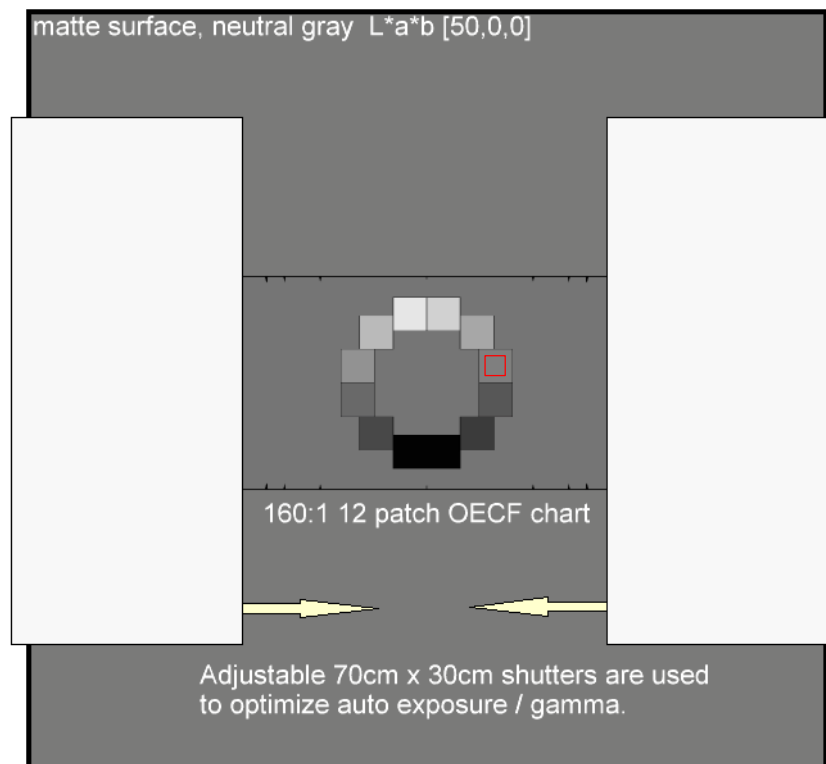 matte surface, neutral gray  L*a*b [50,0,0]
160:1 12 patch OECF chart
Adjustable 70cm x 30cm shutters are used
to optimize auto exposure / gamma.